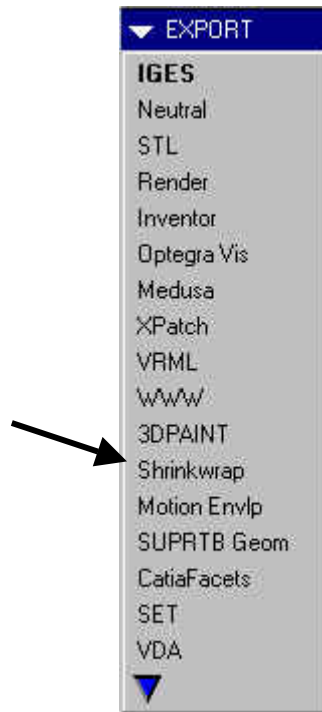 EXPORT
IGES
Neutral
STL
Render
Inventor
Optegra Vis
Medusa
XPatch
VRML
WWW
3DPAINT
Shrinkwrap
Motion Envlp
SUPRTB Geom
CatiaFacets
SET
VDA